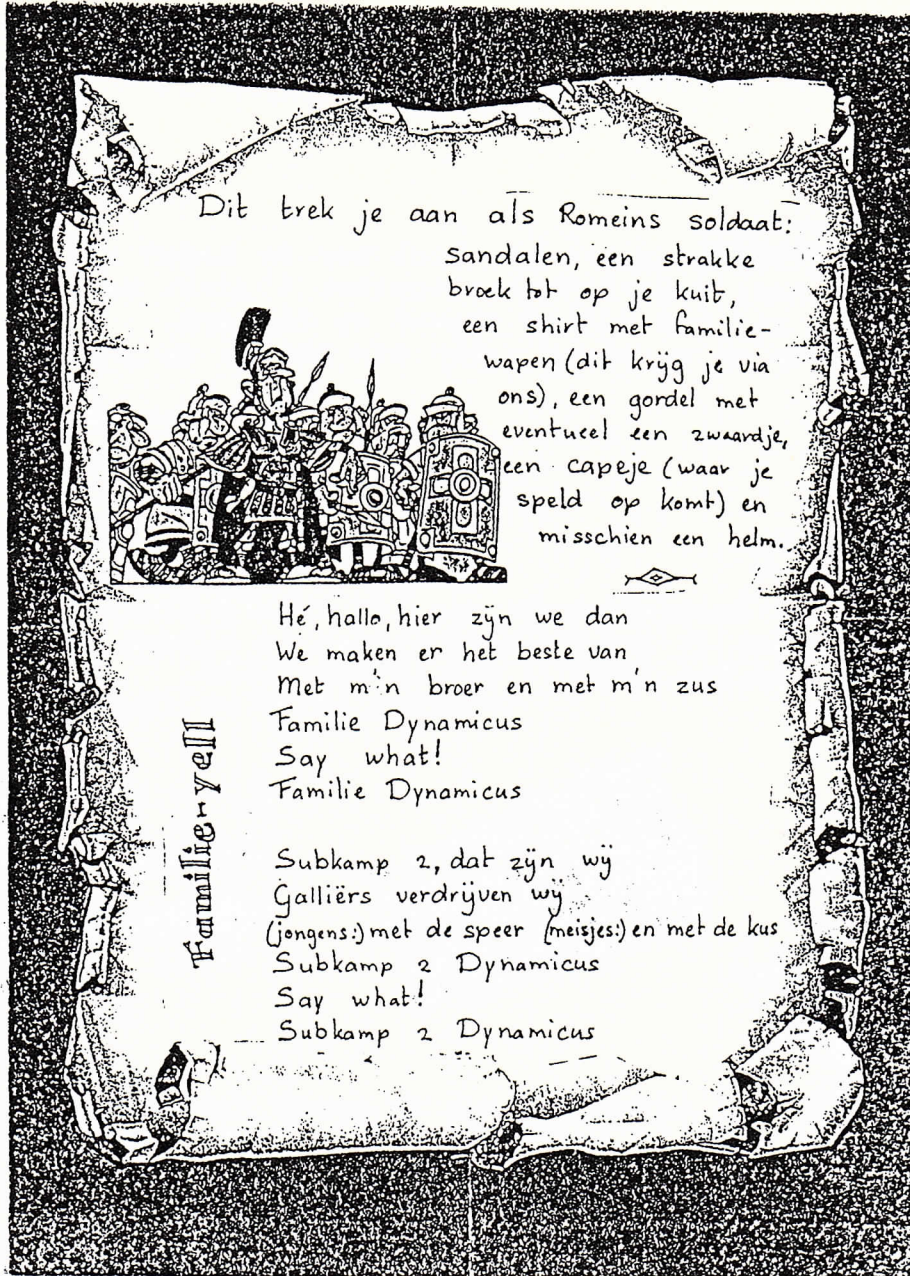 Dit trek je aan als Romeins soldaat:
sandalen, een strakke
broek tot op je kuit,
een shirt met familie-
wapen (dit krijg je via
ons), een gordel met
eventueel een zwaardje,
een capeje (waar je
speld op komt) en
misschien een helm.
Familie-yell
Hé, hallo, hier zijn we dan
We maken er het beste van
Met m'n broer en met m'n zus
Familie Dynamicus
Say what!
Familie Dynamicus
Subkamp 2, dat zijn wij
Galliërs verdrijven wij
(jongens:) met de speer (meisjes:) en met de kus
Subkamp 2 Dynamicus
Say what!
Subkamp 2 Dynamicus